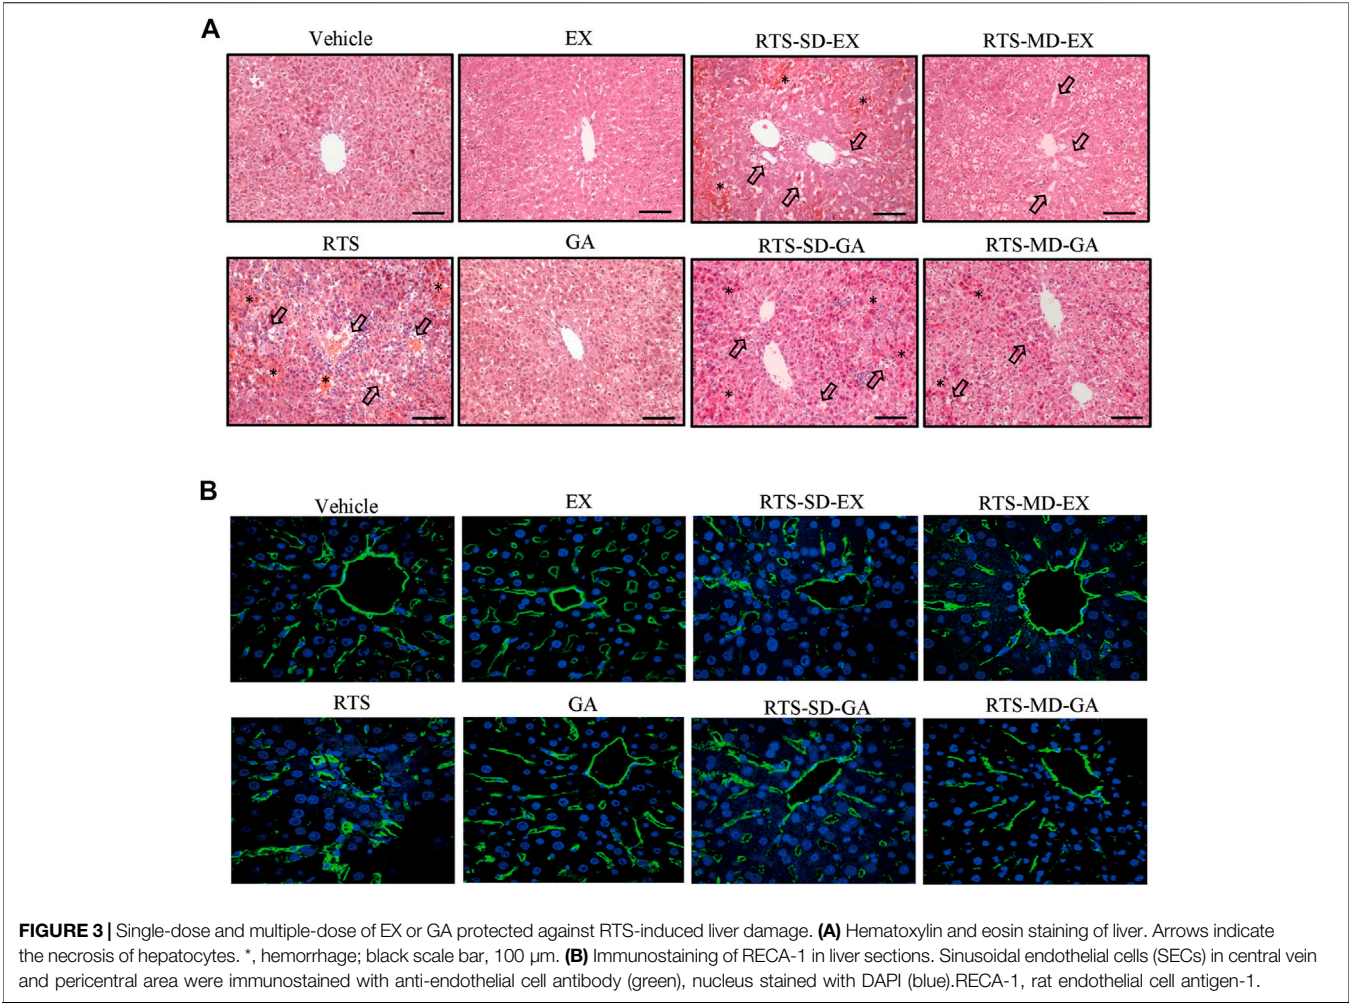 A
Vehicle EX RTS-SD-EX RTS-MD-EX
* *
*
RTS GA RTS-SD-GA RTS-MD-GA
* * * * *
* * * *
* *
B
Vehicle EX RTS-SD-EX RTS-MD-EX
RTS GA RTS-SD-GA RTS-MD-GA
FIGURE 3 | Single-dose and multiple-dose of EX or GA protected against RTS-induced liver damage. (A) Hematoxylin and eosin staining of liver. Arrows indicate
the necrosis of hepatocytes. *, hemorrhage; black scale bar, 100 μm. (B) Immunostaining of RECA-1 in liver sections. Sinusoidal endothelial cells (SECs) in central vein
and pericentral area were immunostained with anti-endothelial cell antibody (green), nucleus stained with DAPI (blue).RECA-1, rat endothelial cell antigen-1.